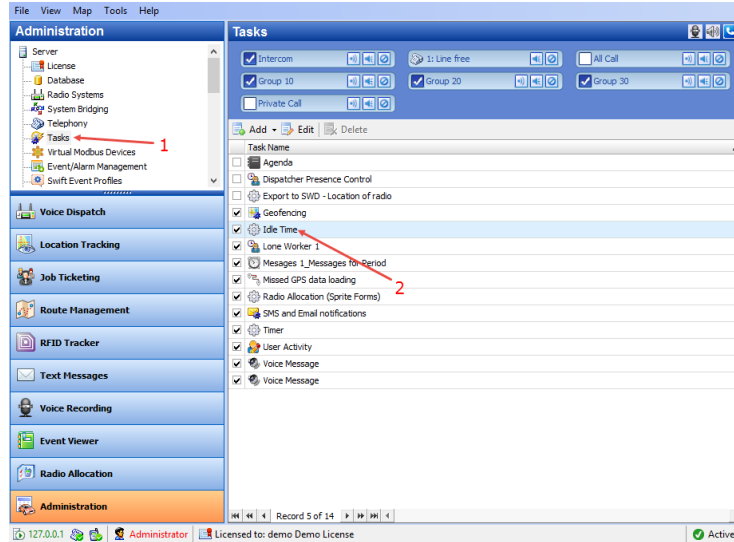 File View Map Tools Help
Administration
Server
License
Database
Radio Systems
System Bridging
Telephony
Tasks
1
Virtual Modbus Devices
Event/Alarm Management
Swift Event Profiles
Voice Dispatch
Location Tracking
Job Ticketing
Route Management
RFID Tracker
Text Messages
Voice Recording
Event Viewer
Radio Allocation
Administration
Tasks
Intercom
1: Line free
All Call
Group 10
Group 20
Group 30
Private Call
Add Edit Delete
Task Name
Agenda
Dispatcher Presence Control
Export to SWD - Location of radio
Geofencing
Idle Time
Lone Worker 1
Mesages 1_Messages for Period
Missed GPS data loading
2
Radio Allocation (Sprite Forms)
SMS and Email notifications
Timer
User Activity
Voice Message
Voice Message
Record 5 of 14
127.0.0.1 Administrator Licensed to: demo Demo License Active